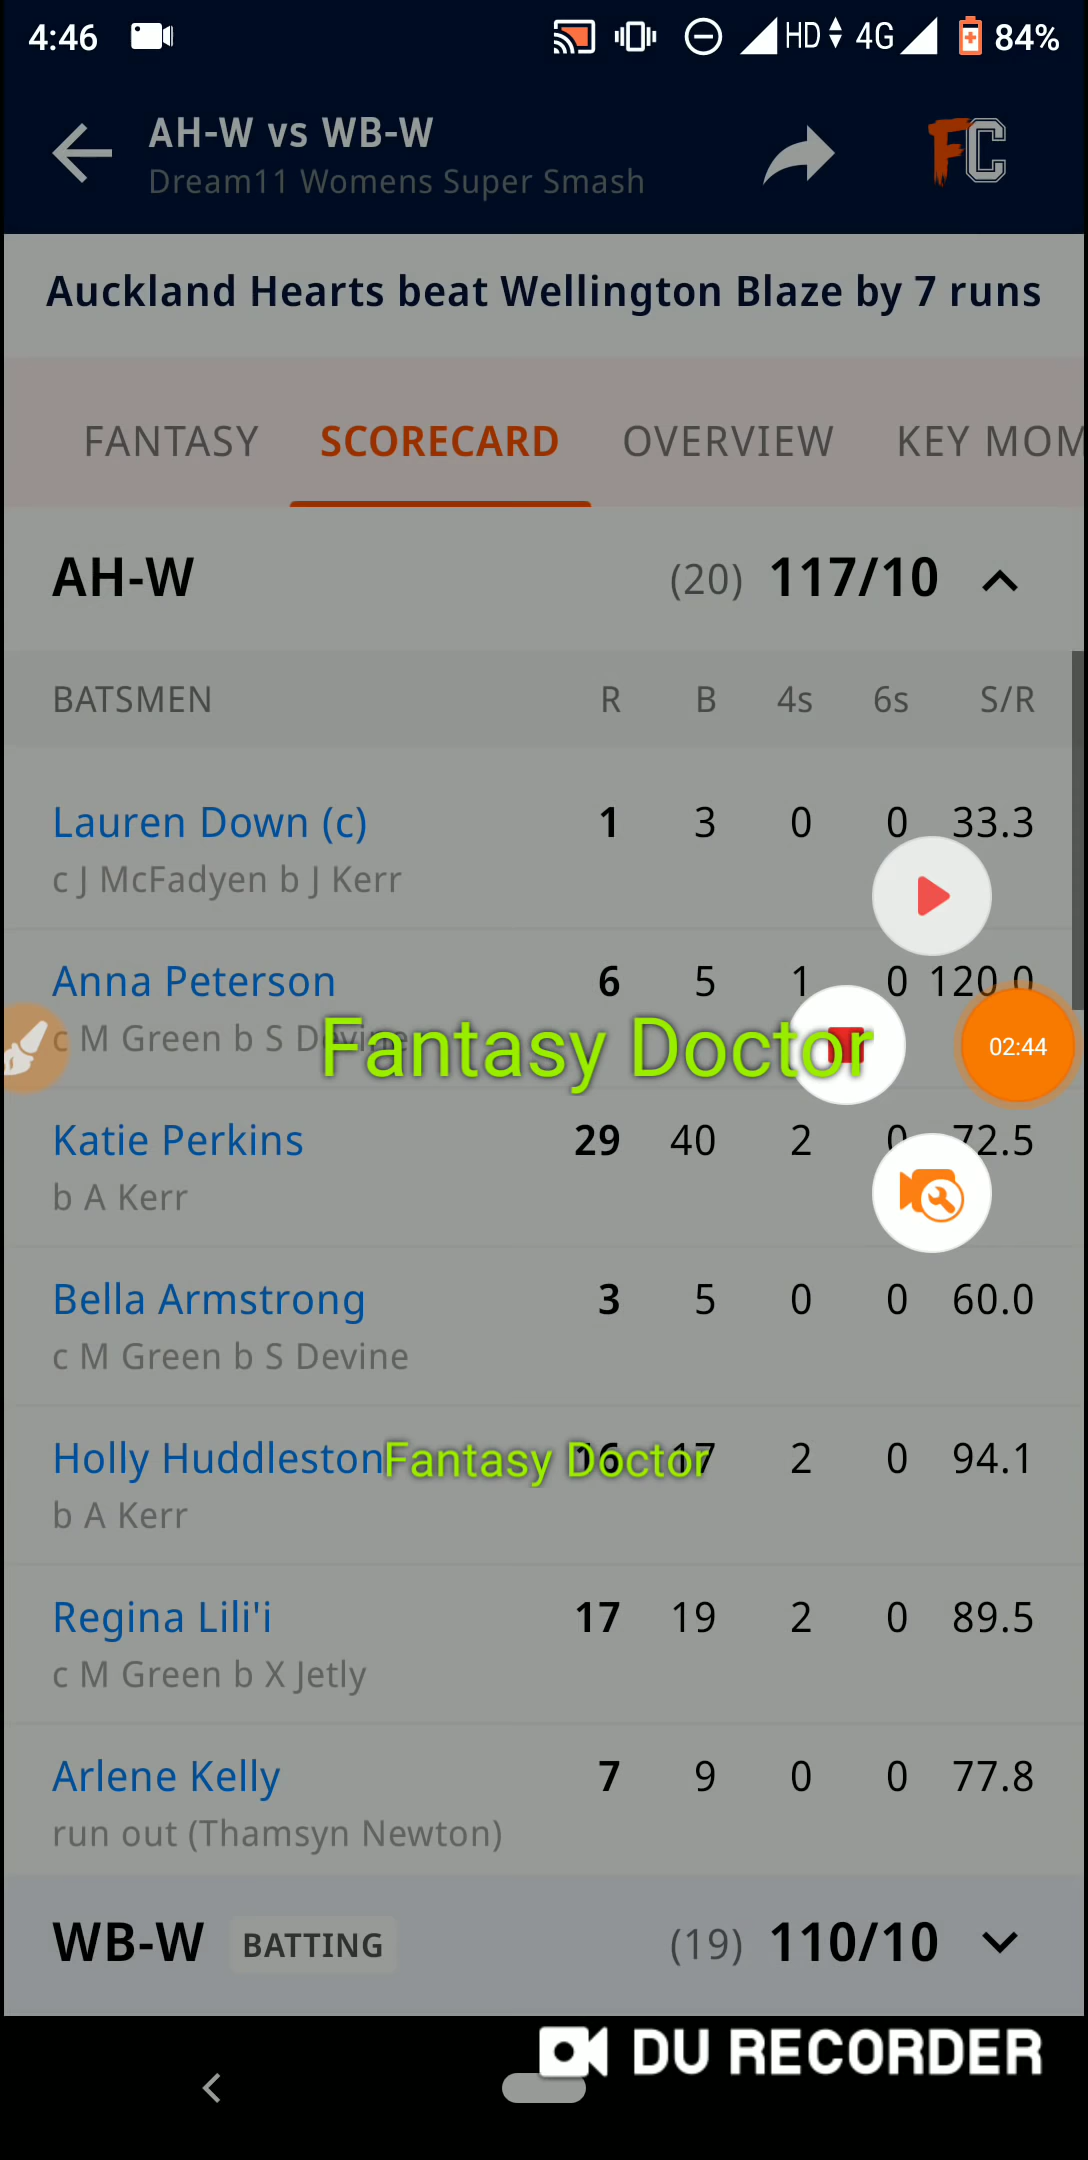 4:46 HD 4G 84%
AH-W vs WB-W
Dream11 Womens Super Smash
FC
Auckland Hearts beat Wellington Blaze by 7 runs
FANTASY SCORECARD OVERVIEW KEY MOM
AH-W (20) 117/10
BATSMEN R B 4s 6s S/R
Lauren Down (c) 1 3 0 0 33.3
c J McFadyen b J Kerr
Anna Peterson 6 5 1 0 120.0
c M Green b S Devine
Fantasy Doctor
02:44
Katie Perkins 29 40 2 0 72.5
b A Kerr
Bella Armstrong 3 5 0 0 60.0
c M Green b S Devine
Holly Huddleston 16 17 2 0 94.1
Fantasy Doctor
b A Kerr
Regina Lili'i 17 19 2 0 89.5
c M Green b X Jetly
Arlene Kelly 7 9 0 0 77.8
run out (Thamsyn Newton)
WB-W BATTING (19) 110/10
DU RECORDER